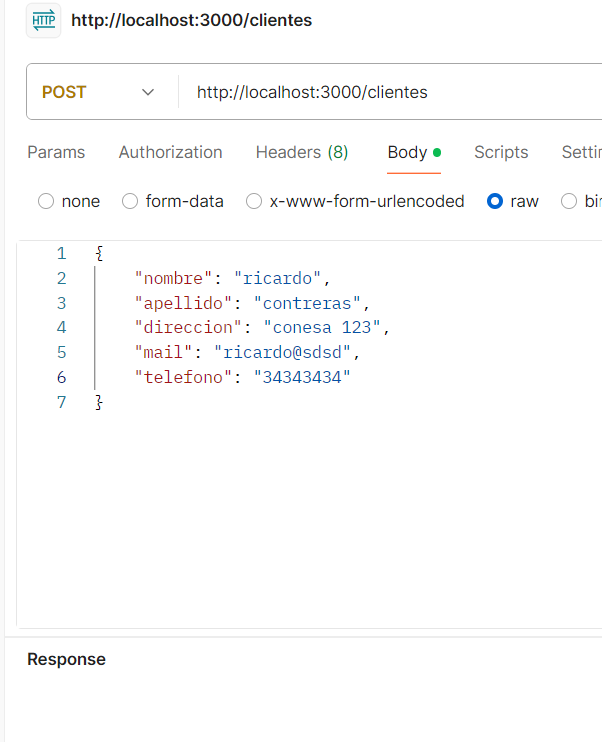 HTTP http://localhost:3000/clientes
POST http://localhost:3000/clientes
Params Authorization Headers (8) Body Scripts Settin
none form-data x-www-form-urlencoded raw bin
1 {
2 "nombre": "ricardo",
3 "apellido": "contreras",
4 "direccion": "conesa 123",
5 "mail": "ricardo@sdsd",
6 "telefono": "34343434"
7 }
Response